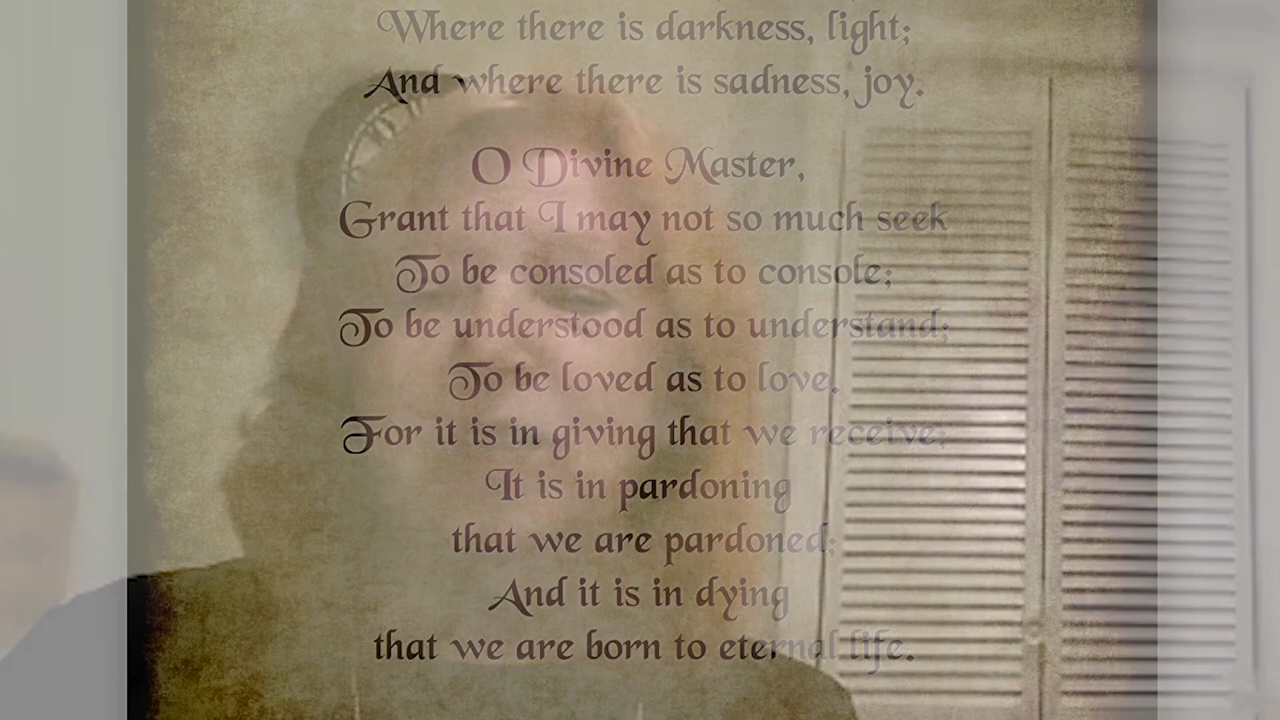 Where there is darkness, light;
And where there is sadness, joy.
O Divine Master,
Grant that I may not so much seek
To be consoled as to console;
To be understood as to understand;
To be loved as to love.
For it is in giving that we receive;
It is in pardoning
that we are pardoned;
And it is in dying
that we are born to eternal life.